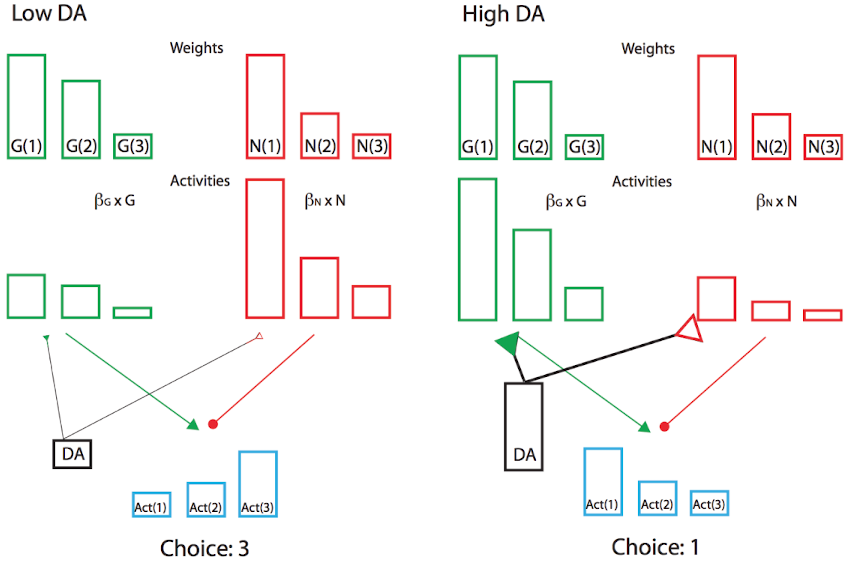 Low DA
Weights
G(1) G(2) G(3) N(1) N(2) N(3)
Activities
βG x G βN x N
DA
Act(1) Act(2) Act(3)
Choice: 3
High DA
Weights
G(1) G(2) G(3) N(1) N(2) N(3)
Activities
βG x G βN x N
DA
Act(1) Act(2) Act(3)
Choice: 1